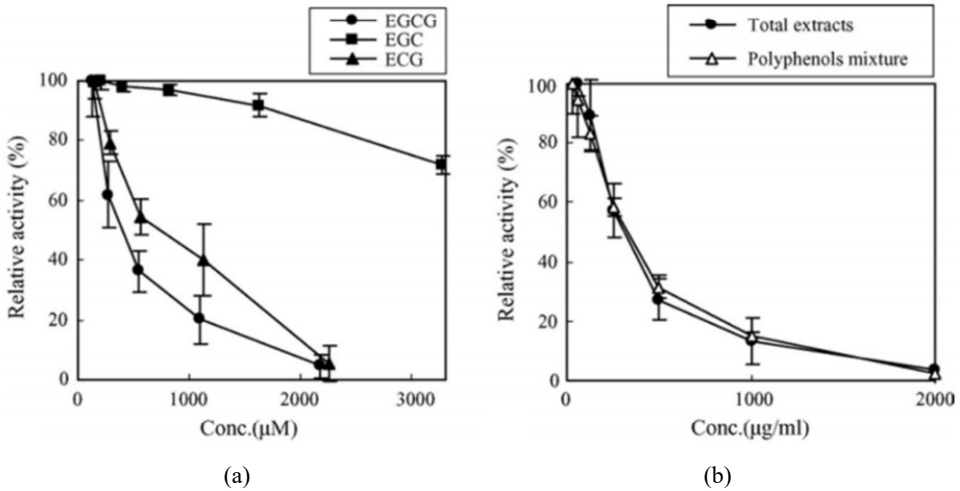 EGCG
EGC
ECG
Relative activity (%)
100
80
60
40
20
0
0
1000
2000
3000
Conc.(μM)
(a)
Total extracts
Polyphenols mixture
Relative activity (%)
100
80
60
40
20
0
0
1000
2000
Conc.(μg/ml)
(b)